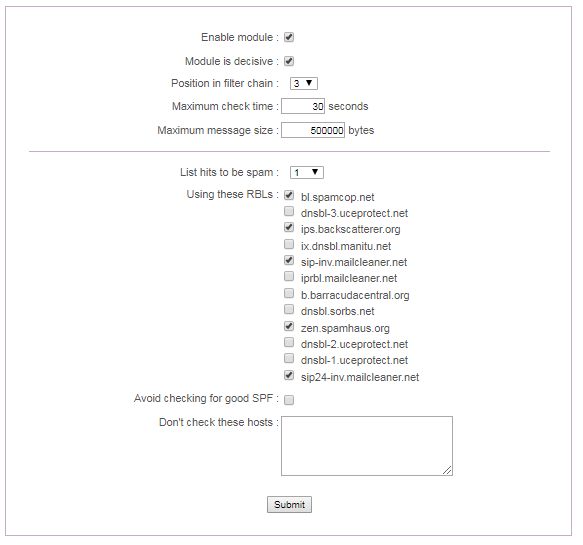 Enable module :
Module is decisive :
Position in filter chain : 3
Maximum check time : 30 seconds
Maximum message size : 500000 bytes
List hits to be spam : 1
Using these RBLs : bl.spamcop.net
dnsbl-3.uceprotect.net
ips.backscatterer.org
ix.dnsbl.manitu.net
sip-inv.mailcleaner.net
iprbl.mailcleaner.net
b.barracudacentral.org
dnsbl.sorbs.net
zen.spamhaus.org
dnsbl-2.uceprotect.net
dnsbl-1.uceprotect.net
sip24-inv.mailcleaner.net
Avoid checking for good SPF :
Don't check these hosts :
Submit